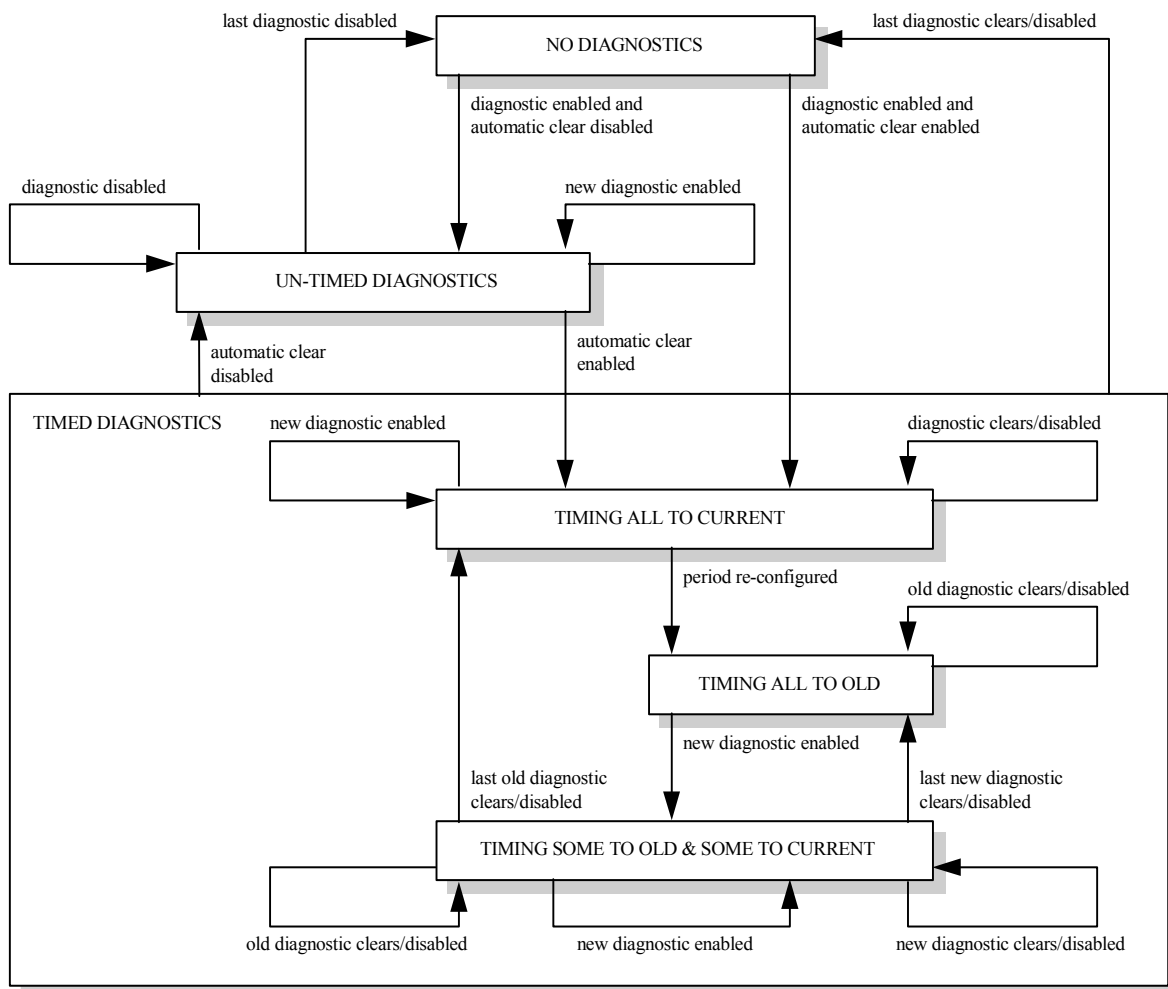 last diagnostic disabled
last diagnostic clears/disabled
NO DIAGNOSTICS
diagnostic enabled and
automatic clear disabled
diagnostic enabled and
automatic clear enabled
diagnostic disabled
new diagnostic enabled
UN-TIMED DIAGNOSTICS
automatic clear
disabled
automatic clear
enabled
TIMED DIAGNOSTICS
new diagnostic enabled
diagnostic clears/disabled
TIMING ALL TO CURRENT
period re-configured
old diagnostic clears/disabled
TIMING ALL TO OLD
new diagnostic enabled
last old diagnostic
clears/disabled
last new diagnostic
clears/disabled
TIMING SOME TO OLD & SOME TO CURRENT
old diagnostic clears/disabled
new diagnostic enabled
new diagnostic clears/disabled